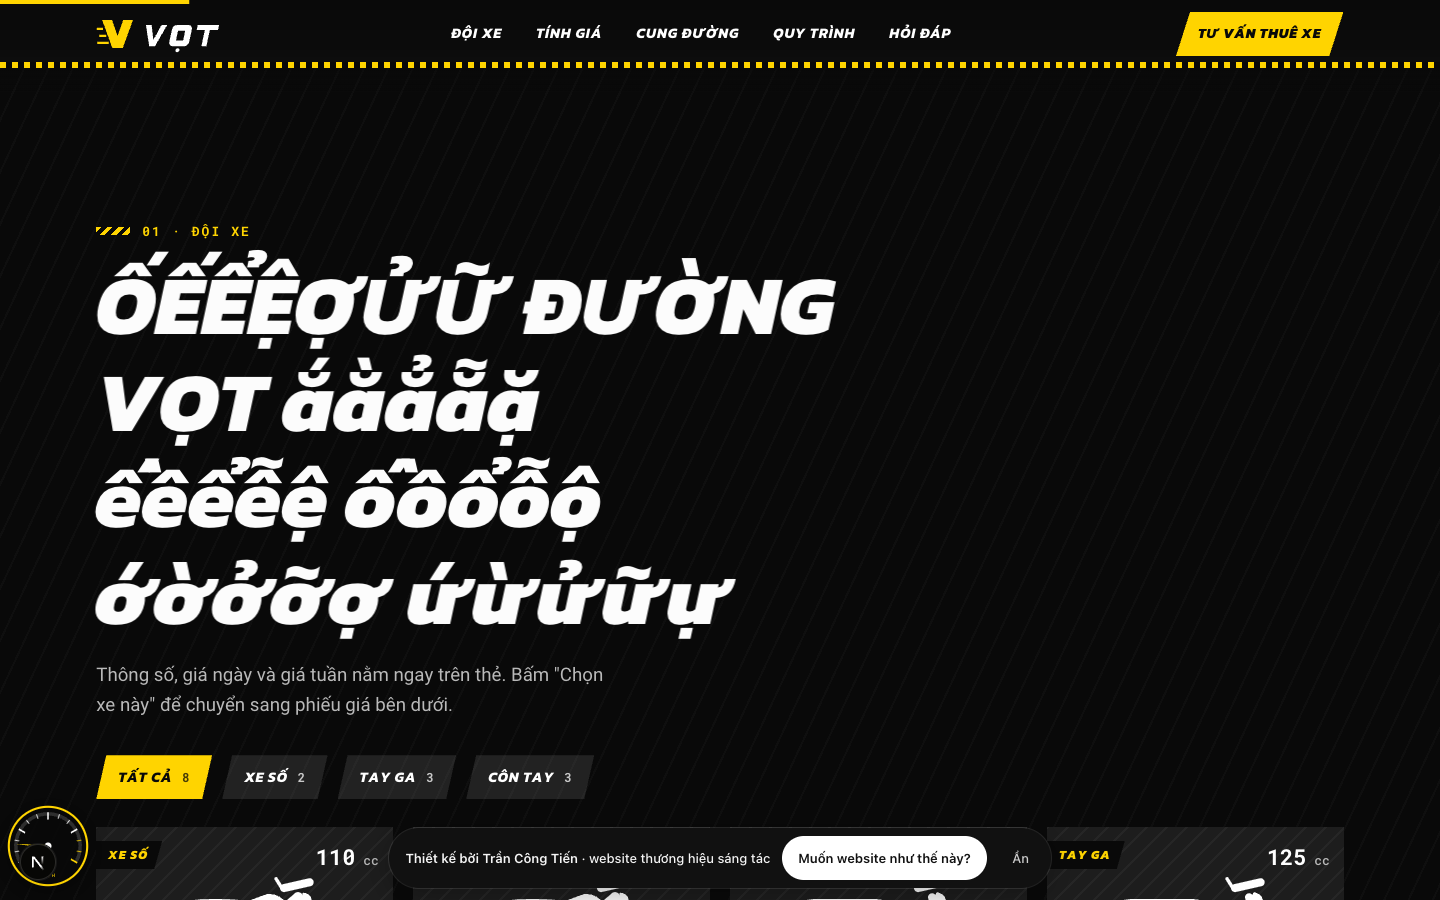 VỌT
ĐỘI XE
TÍNH GIÁ
CUNG ĐƯỜNG
QUY TRÌNH
HỎI ĐÁP
TƯ VẤN THUÊ XE
01 · ĐỘI XE
ỐẾỂỆỢỬỮ ĐƯỜNG
VỌT ắằẳẵặ
êềểễệ ôồổỗộ
ớờởỡợ ứừửữự
Thông số, giá ngày và giá tuần nằm ngay trên thẻ. Bấm "Chọn
xe này" để chuyển sang phiếu giá bên dưới.
TẤT CẢ 8
XE SỐ 2
TAY GA 3
CÔN TAY 3
N
XE SỐ
110 cc
Thiết kế bởi Trần Công Tiến · website thương hiệu sáng tác
Muốn website như thế này?
Ẩn
TAY GA
125 cc